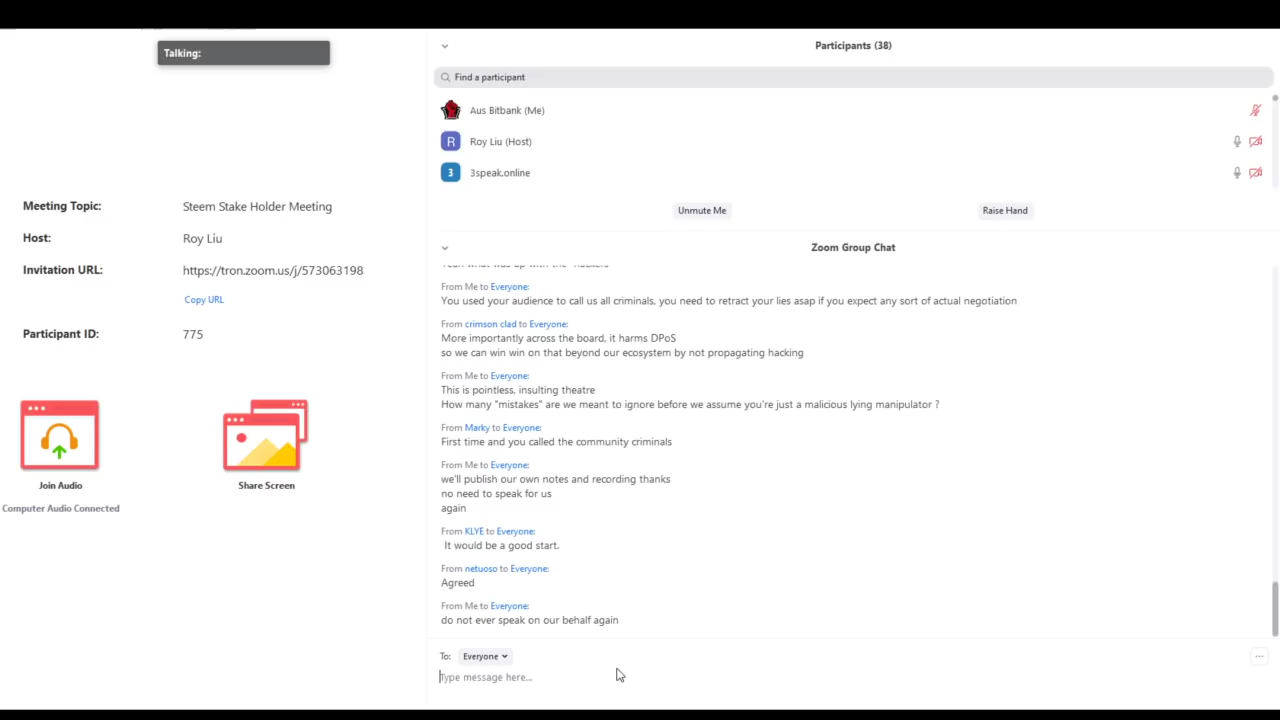 Talking:
Participants (38)
Find a participant
Aus Bitbank (Me)
R Roy Liu (Host)
3 3speak.online
Unmute Me
Raise Hand
Meeting Topic: Steem Stake Holder Meeting
Host: Roy Liu
Invitation URL: https://tron.zoom.us/j/573063198
Copy URL
Participant ID: 775
Join Audio
Computer Audio Connected
Share Screen
Zoom Group Chat
From Me to Everyone:
You used your audience to call us all criminals, you need to retract your lies asap if you expect any sort of actual negotiation
From crimson clad to Everyone:
More importantly across the board, it harms DPoS
so we can win win on that beyond our ecosystem by not propagating hacking
From Me to Everyone:
This is pointless, insulting theatre
How many "mistakes" are we meant to ignore before we assume you're just a malicious lying manipulator ?
From Marky to Everyone:
First time and you called the community criminals
From Me to Everyone:
we'll publish our own notes and recording thanks
no need to speak for us
again
From KLYE to Everyone:
It would be a good start.
From netuoso to Everyone:
Agreed
From Me to Everyone:
do not ever speak on our behalf again
To: Everyone
Type message here...